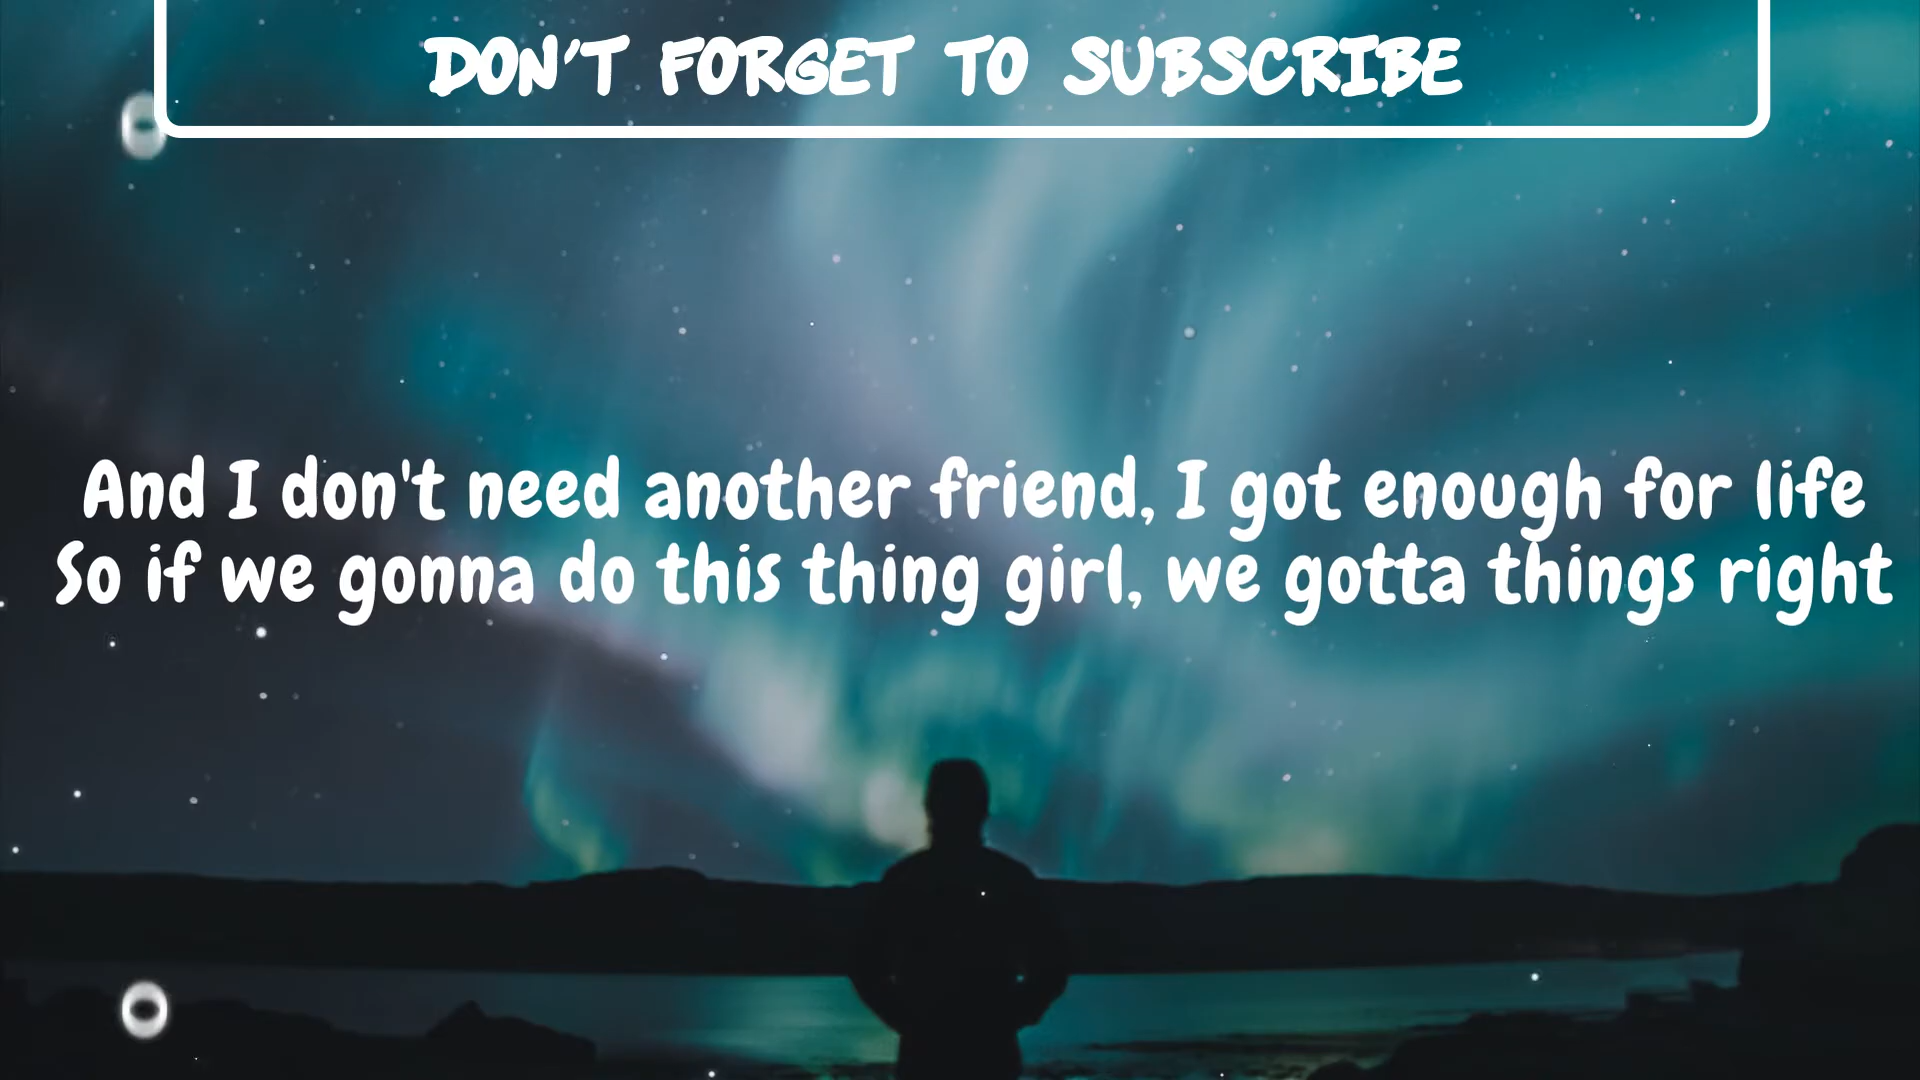 DON'T FORGET TO SUBSCRIBE
And I don't need another friend, I got enough for life
So if we gonna do this thing girl, we gotta things right